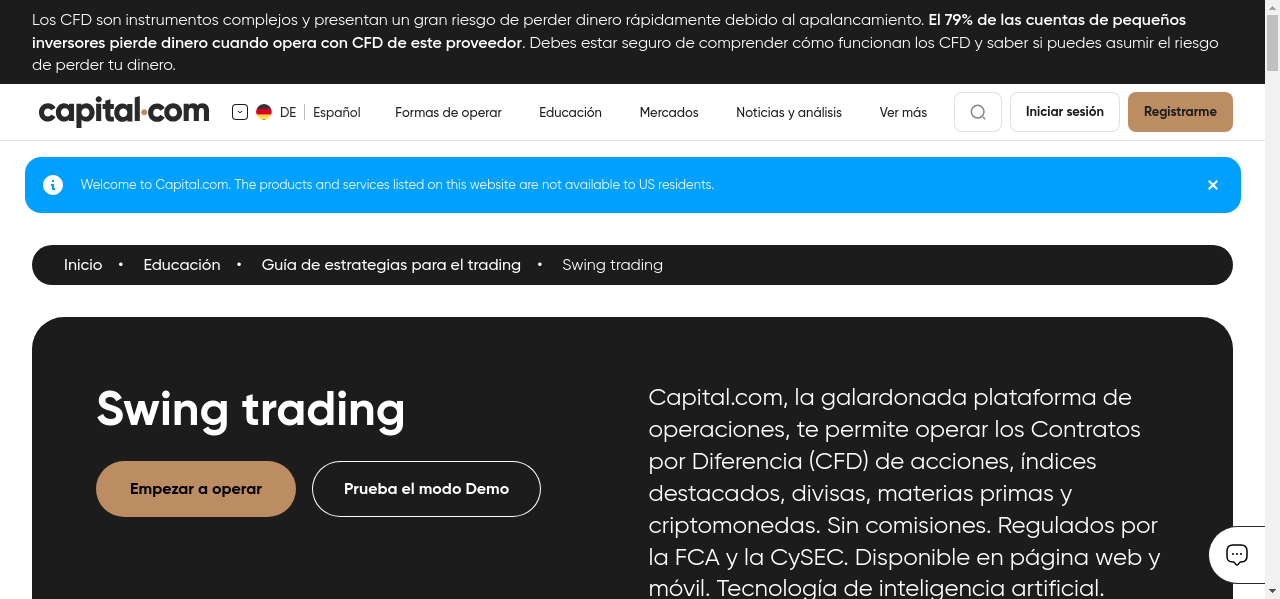 Los CFD son instrumentos complejos y presentan un gran riesgo de perder dinero rápidamente debido al apalancamiento. El 79% de las cuentas de pequeños
inversores pierde dinero cuando opera con CFD de este proveedor. Debes estar seguro de comprender cómo funcionan los CFD y saber si puedes asumir el riesgo
de perder tu dinero.
capital.com DE Español Formas de operar Educación Mercados Noticias y análisis Ver más Iniciar sesión Registrarme
Welcome to Capital.com. The products and services listed on this website are not available to US residents.
Inicio • Educación • Guía de estrategias para el trading • Swing trading
Swing trading
Empezar a operar Prueba el modo Demo
Capital.com, la galardonada plataforma de
operaciones, te permite operar los Contratos
por Diferencia (CFD) de acciones, índices
destacados, divisas, materias primas y
criptomonedas. Sin comisiones. Regulados por
la FCA y la CySEC. Disponible en página web y
móvil. Tecnología de inteligencia artificial.